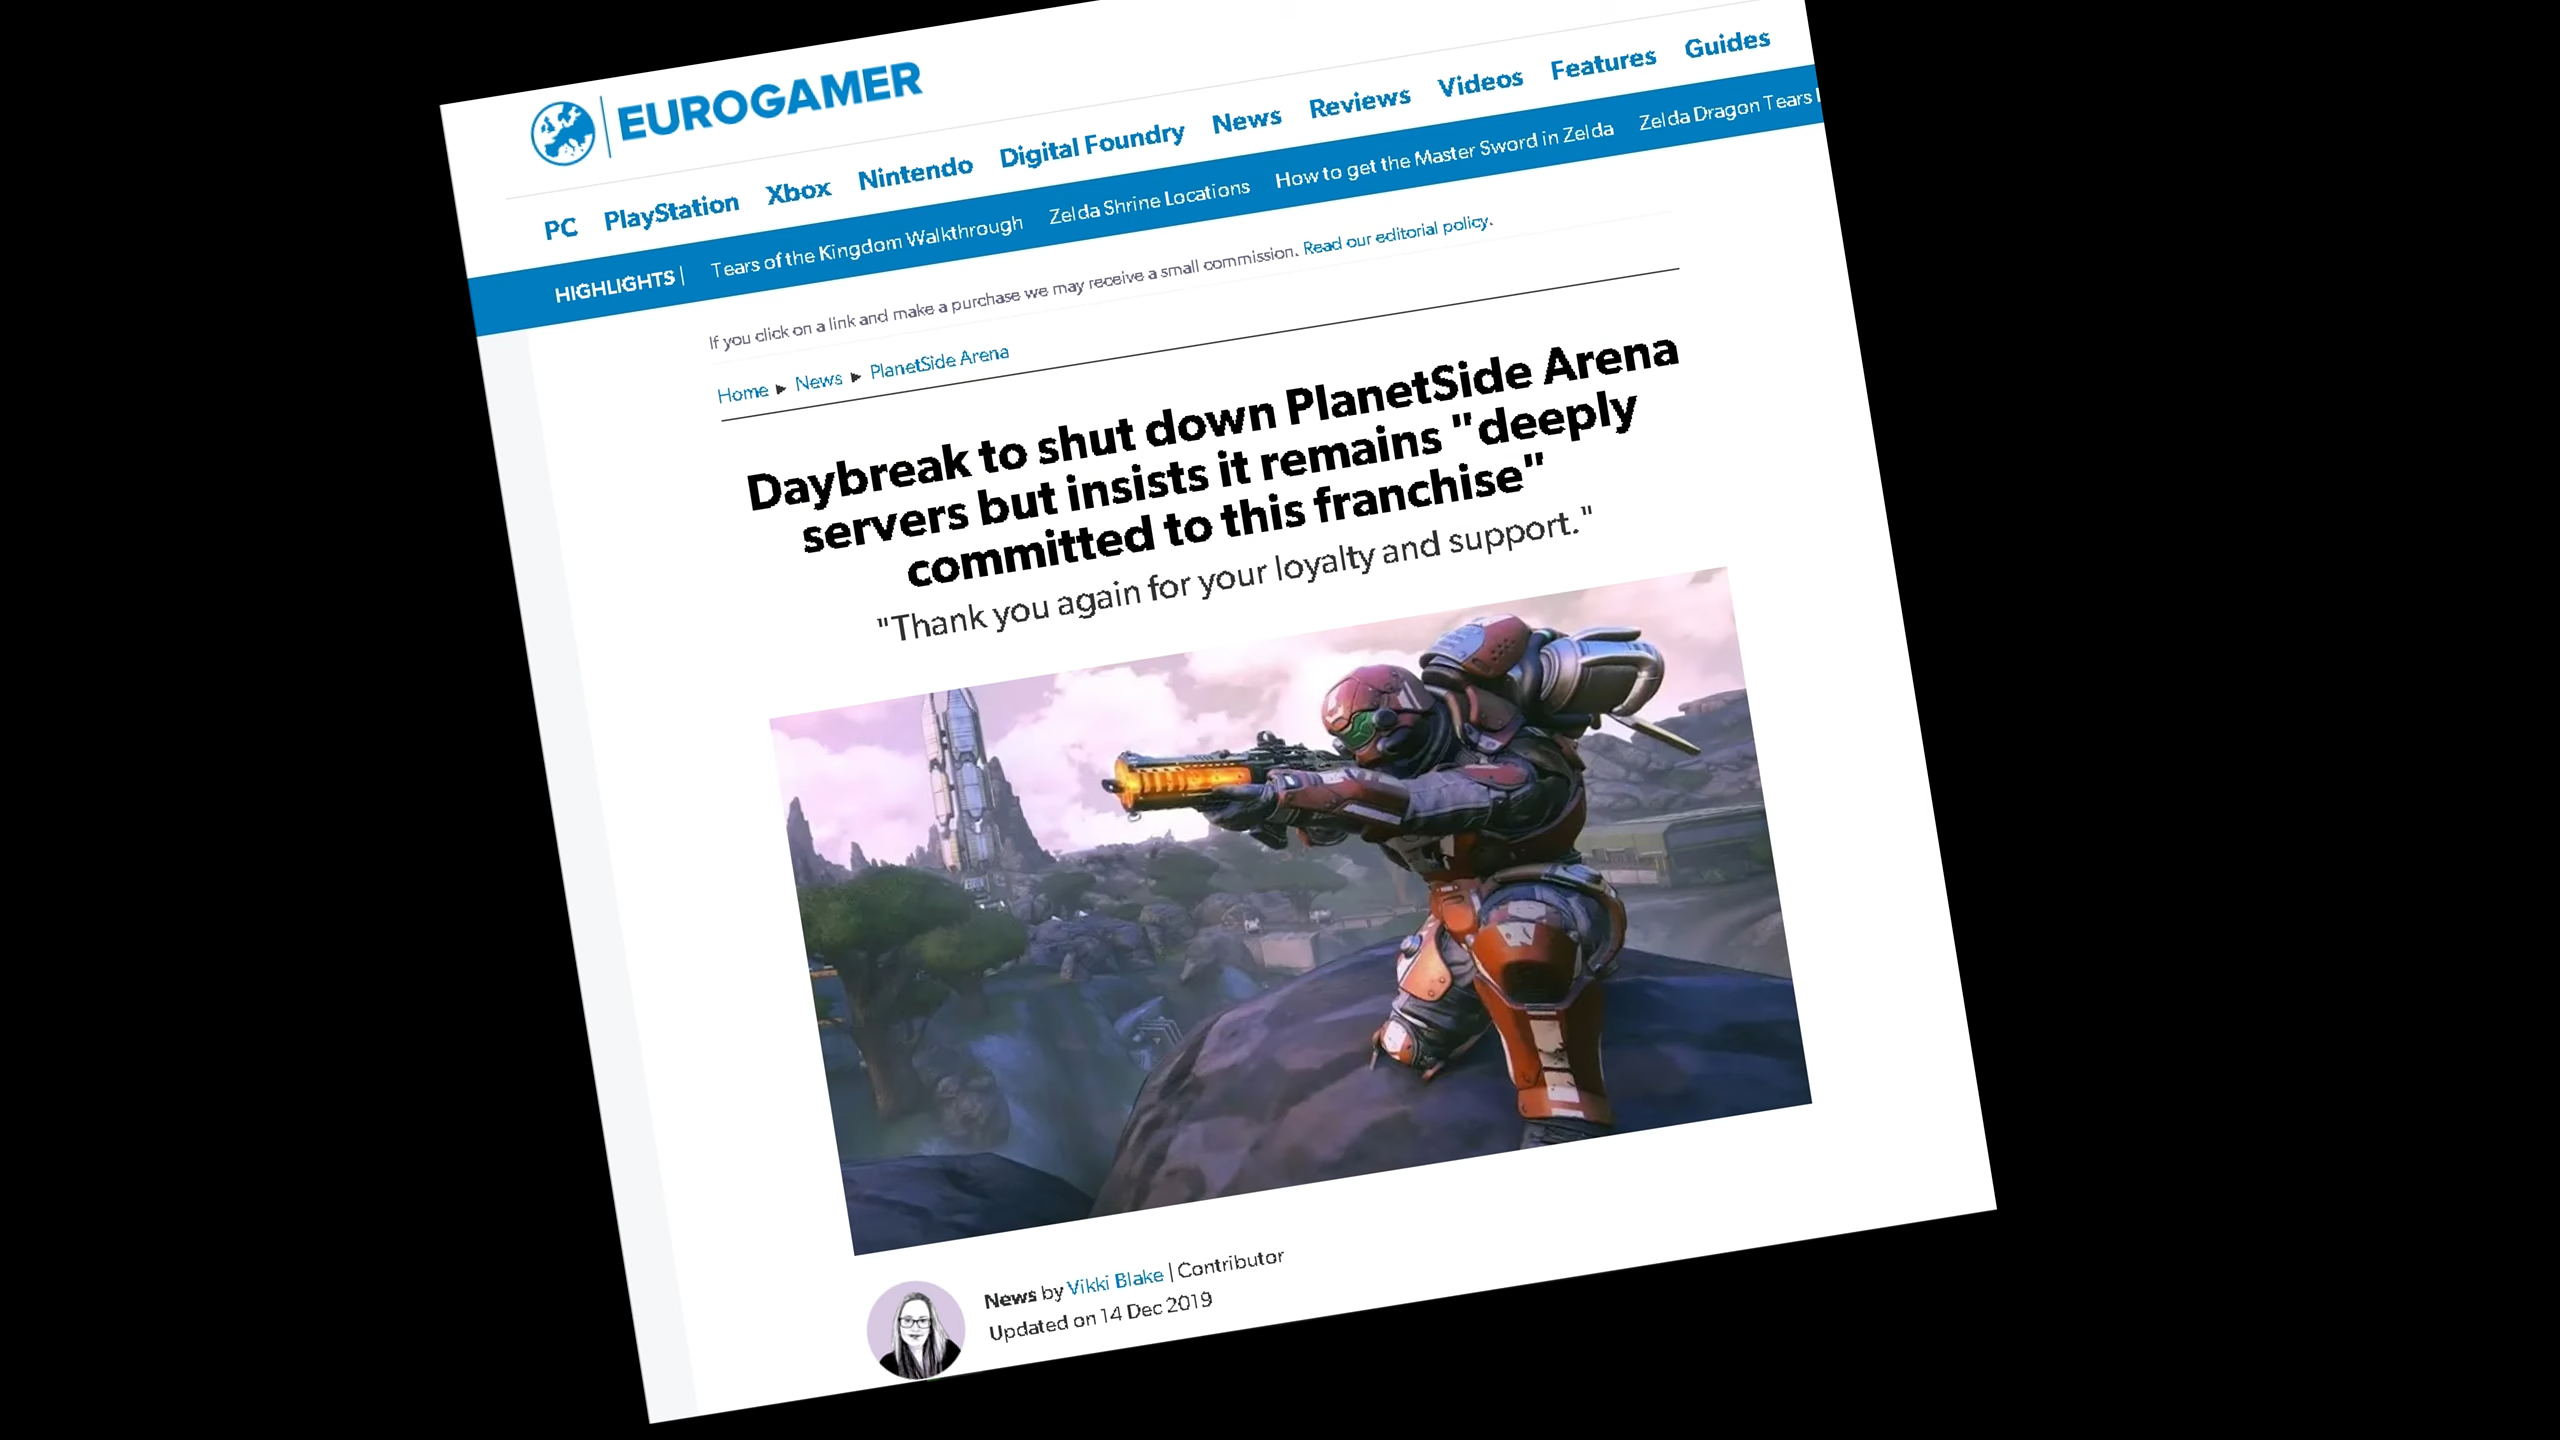 EUROGAMER
PC PlayStation Xbox Nintendo Digital Foundry News Reviews Videos Features Guides
HIGHLIGHTS | Tears of the Kingdom Walkthrough Zelda Shrine Locations How to get the Master Sword in Zelda Zelda Dragon Tears
If you click on a link and make a purchase we may receive a small commission. Read our editorial policy.
Home ▸ News ▸ PlanetSide Arena
Daybreak to shut down PlanetSide Arena
servers but insists it remains "deeply
committed to this franchise"
"Thank you again for your loyalty and support."
News by Vikki Blake | Contributor
Updated on 14 Dec 2019